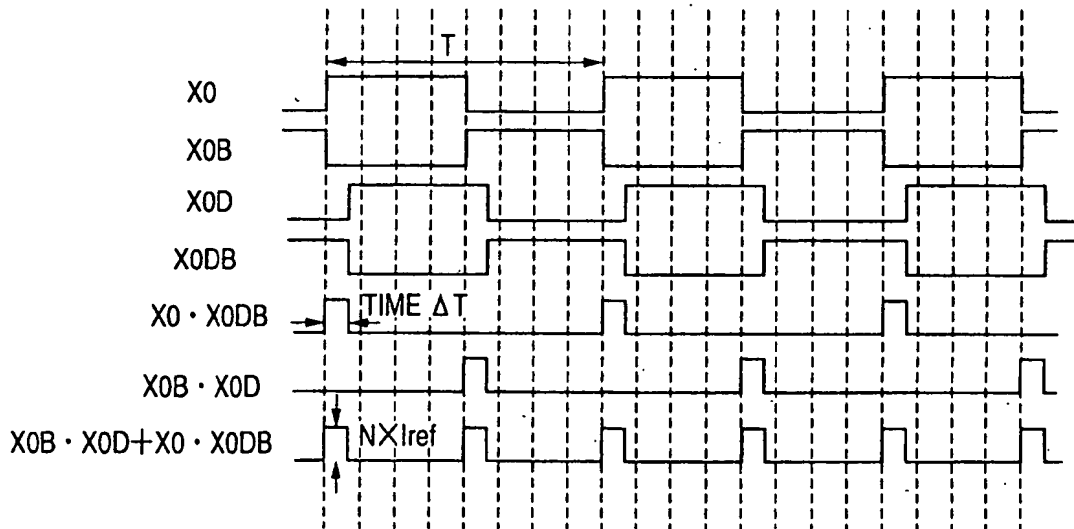 T
X0
X0B
X0D
X0DB
X0・X0DB
TIME ΔT
X0B・X0D
X0B・X0D+X0・X0DB
N×Iref